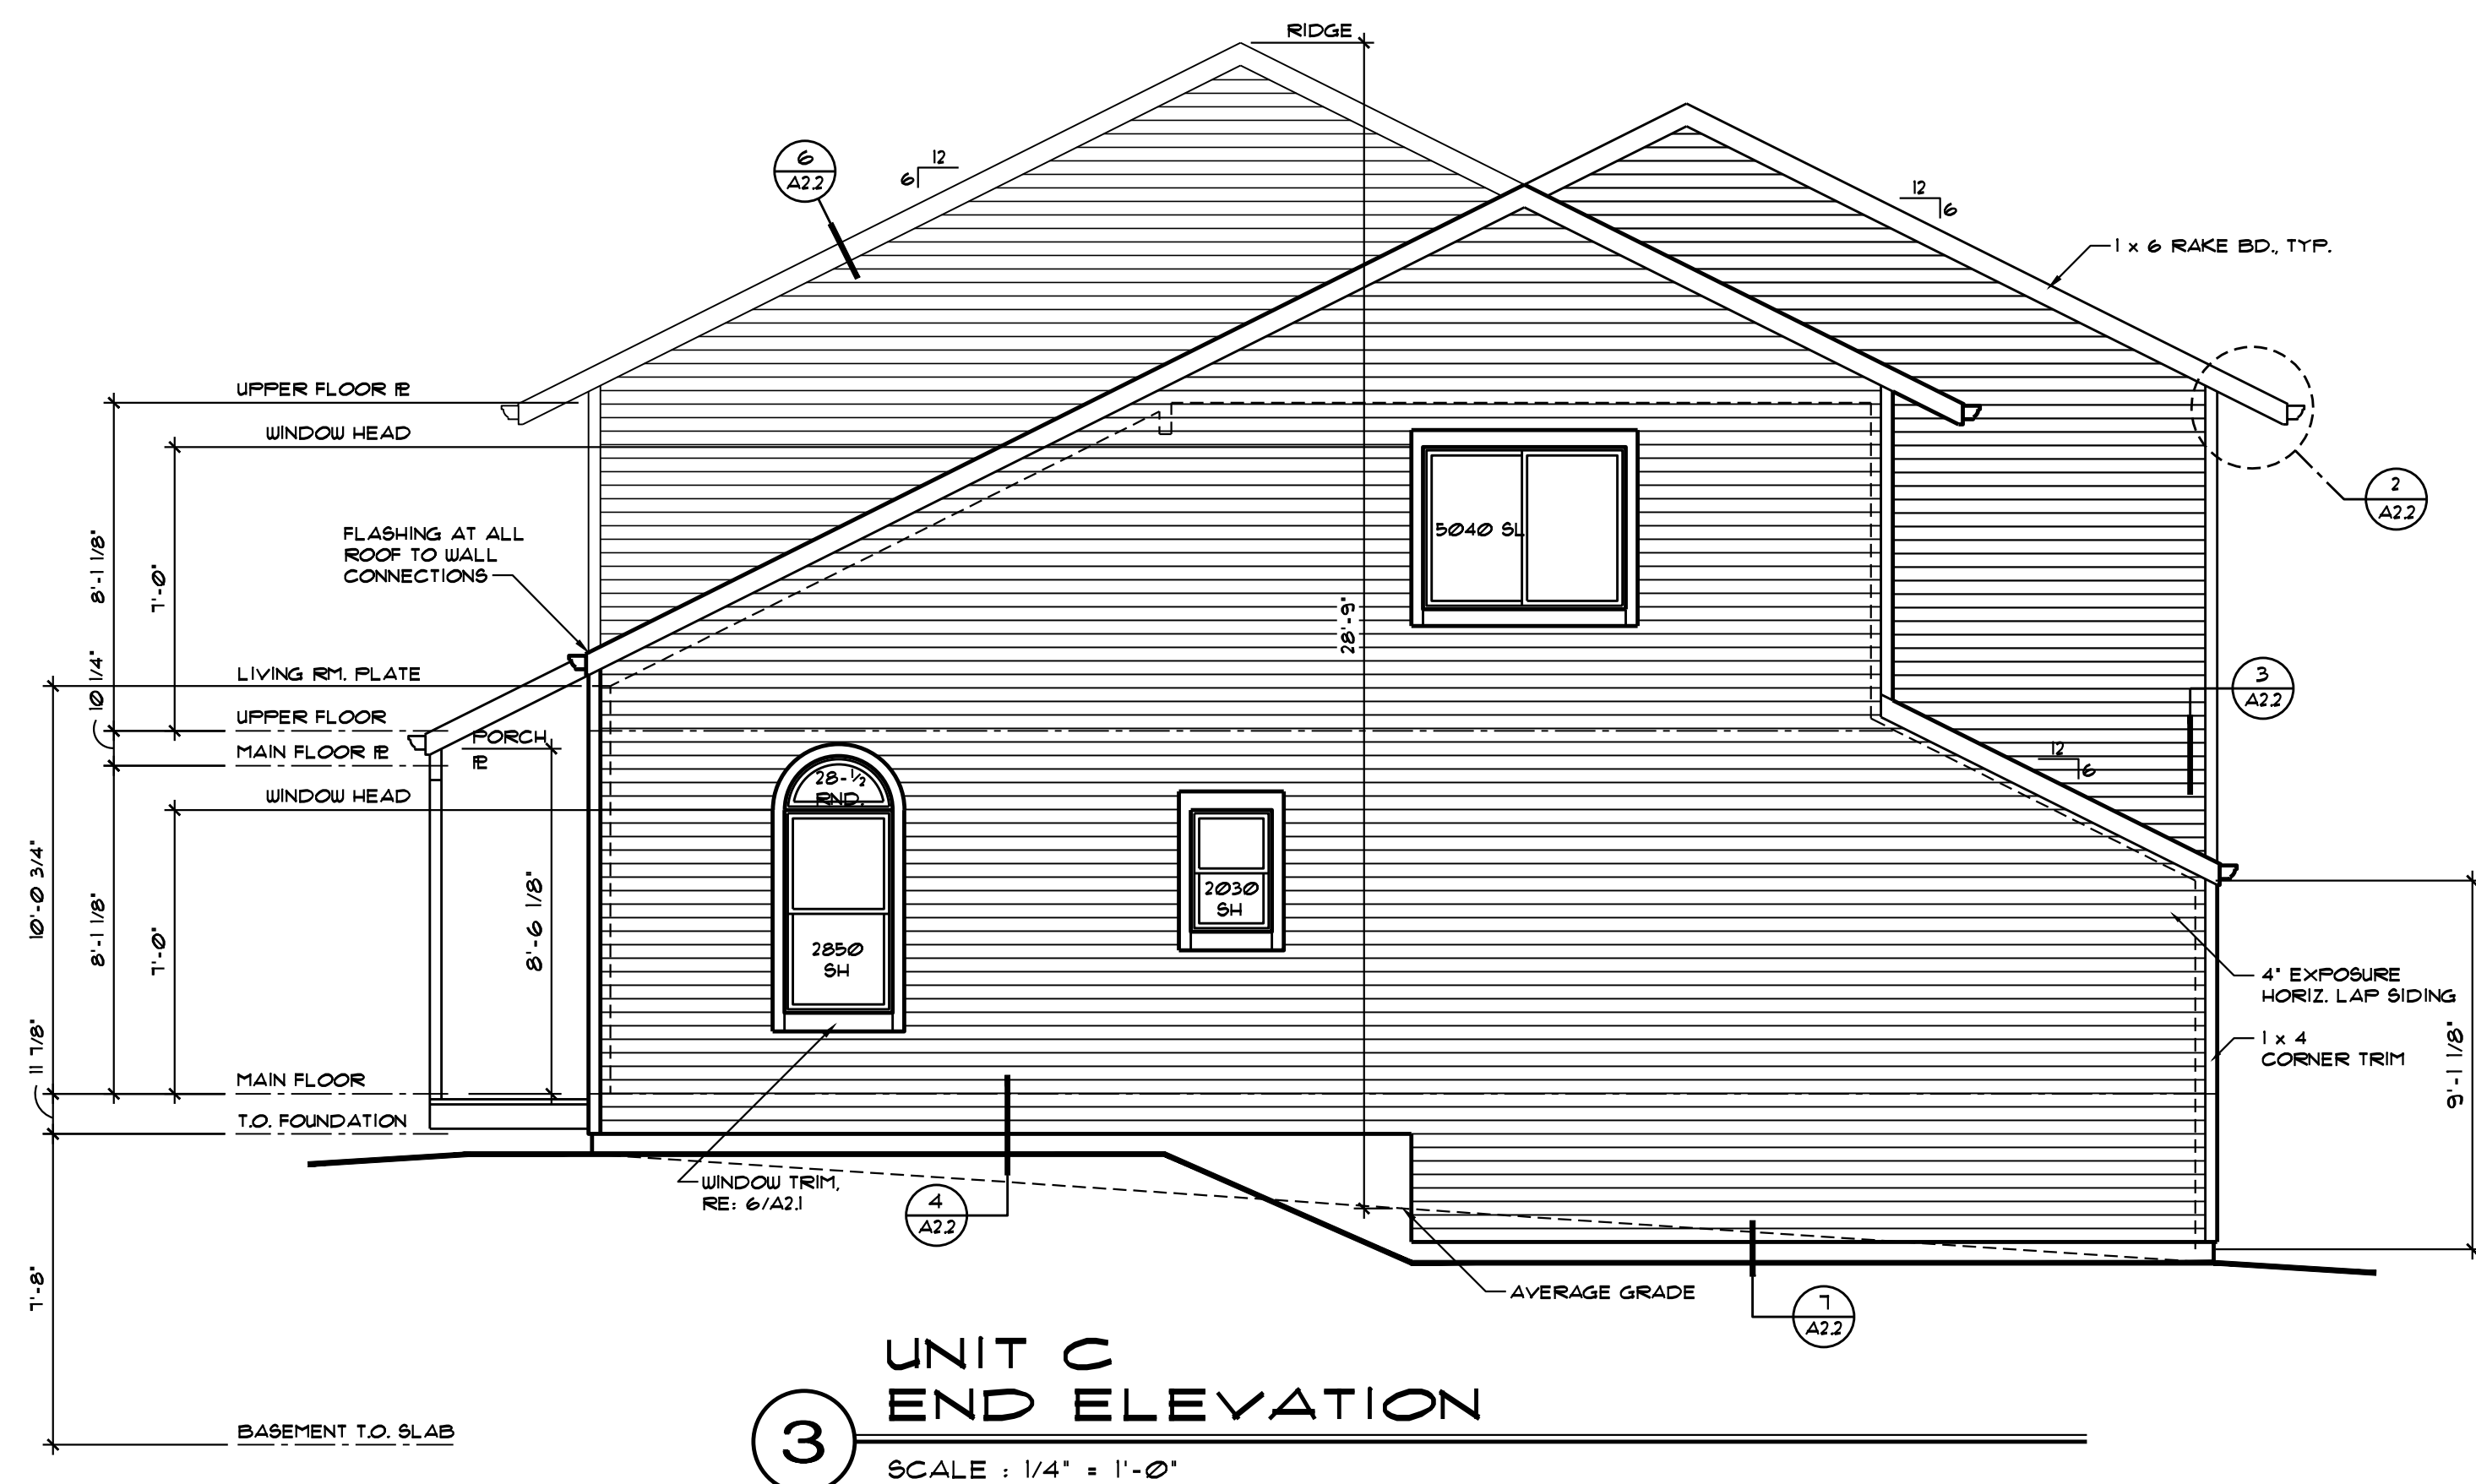 RIDGE
6
A2.2
12
6
12
6
1 x 6 RAKE BD., TYP.
UPPER FLOOR PL
WINDOW HEAD
2
A2.2
5040 SL
FLASHING AT ALL
ROOF TO WALL
CONNECTIONS
8'-1 1/8"
7'-0"
28'-9"
LIVING RM. PLATE
10 1/4"
UPPER FLOOR
3
A2.2
PORCH
PL
MAIN FLOOR PL
12
6
28-1/2
RND.
WINDOW HEAD
10'-0 3/4"
8'-1 1/8"
7'-0"
8'-6 1/8"
2030
SH
2850
SH
4" EXPOSURE
HORIZ. LAP SIDING
1 x 4
CORNER TRIM
9'-1 1/8"
11 7/8"
MAIN FLOOR
T.O. FOUNDATION
WINDOW TRIM,
RE: 6/A2.1
4
A2.2
7'-8"
AVERAGE GRADE
7
A2.2
UNIT C
END ELEVATION
3
BASEMENT T.O. SLAB
SCALE : 1/4" = 1'-0"